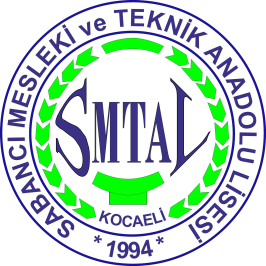 SABANCI MESLEKİ ve TEKNİK ANADOLU LİSESİ
SMTAL
KOCAELİ
* 1994 *